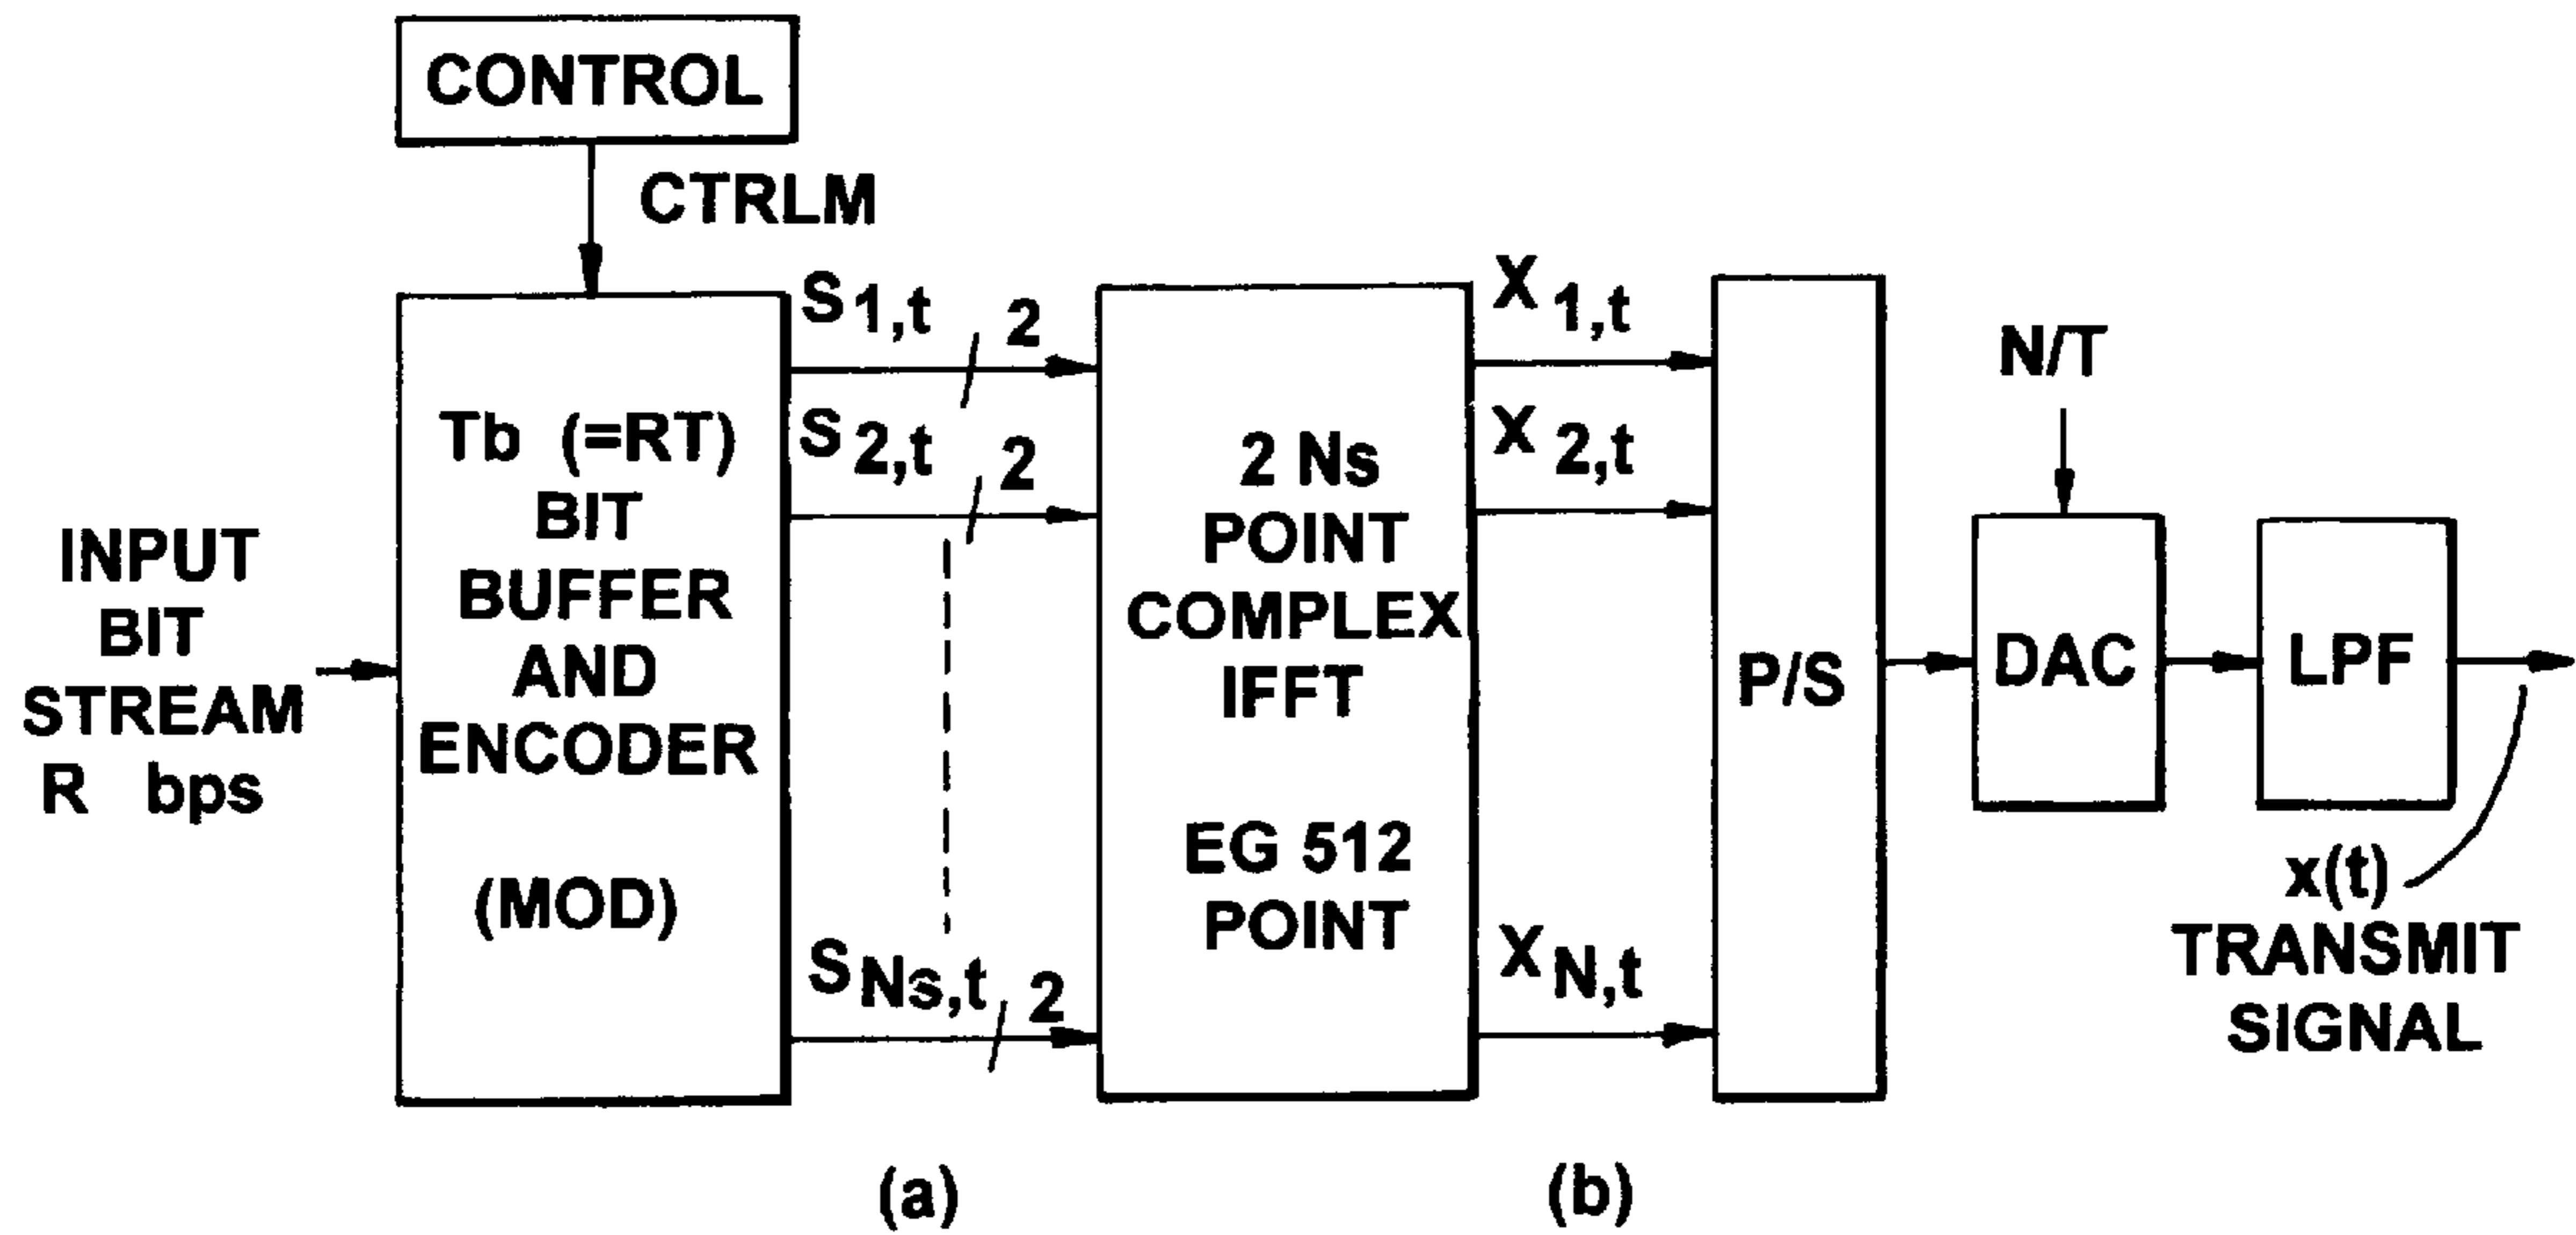 CONTROL
CTRLM
INPUT
BIT
STREAM
R bps
Tb (=RT)
BIT
BUFFER
AND
ENCODER
(MOD)
S1,t
2
S2,t
2
SNs,t
2
2 Ns
POINT
COMPLEX
IFFT
EG 512
POINT
X1,t
X2,t
XN,t
P/S
N/T
DAC
LPF
x(t)
TRANSMIT
SIGNAL
(a)
(b)